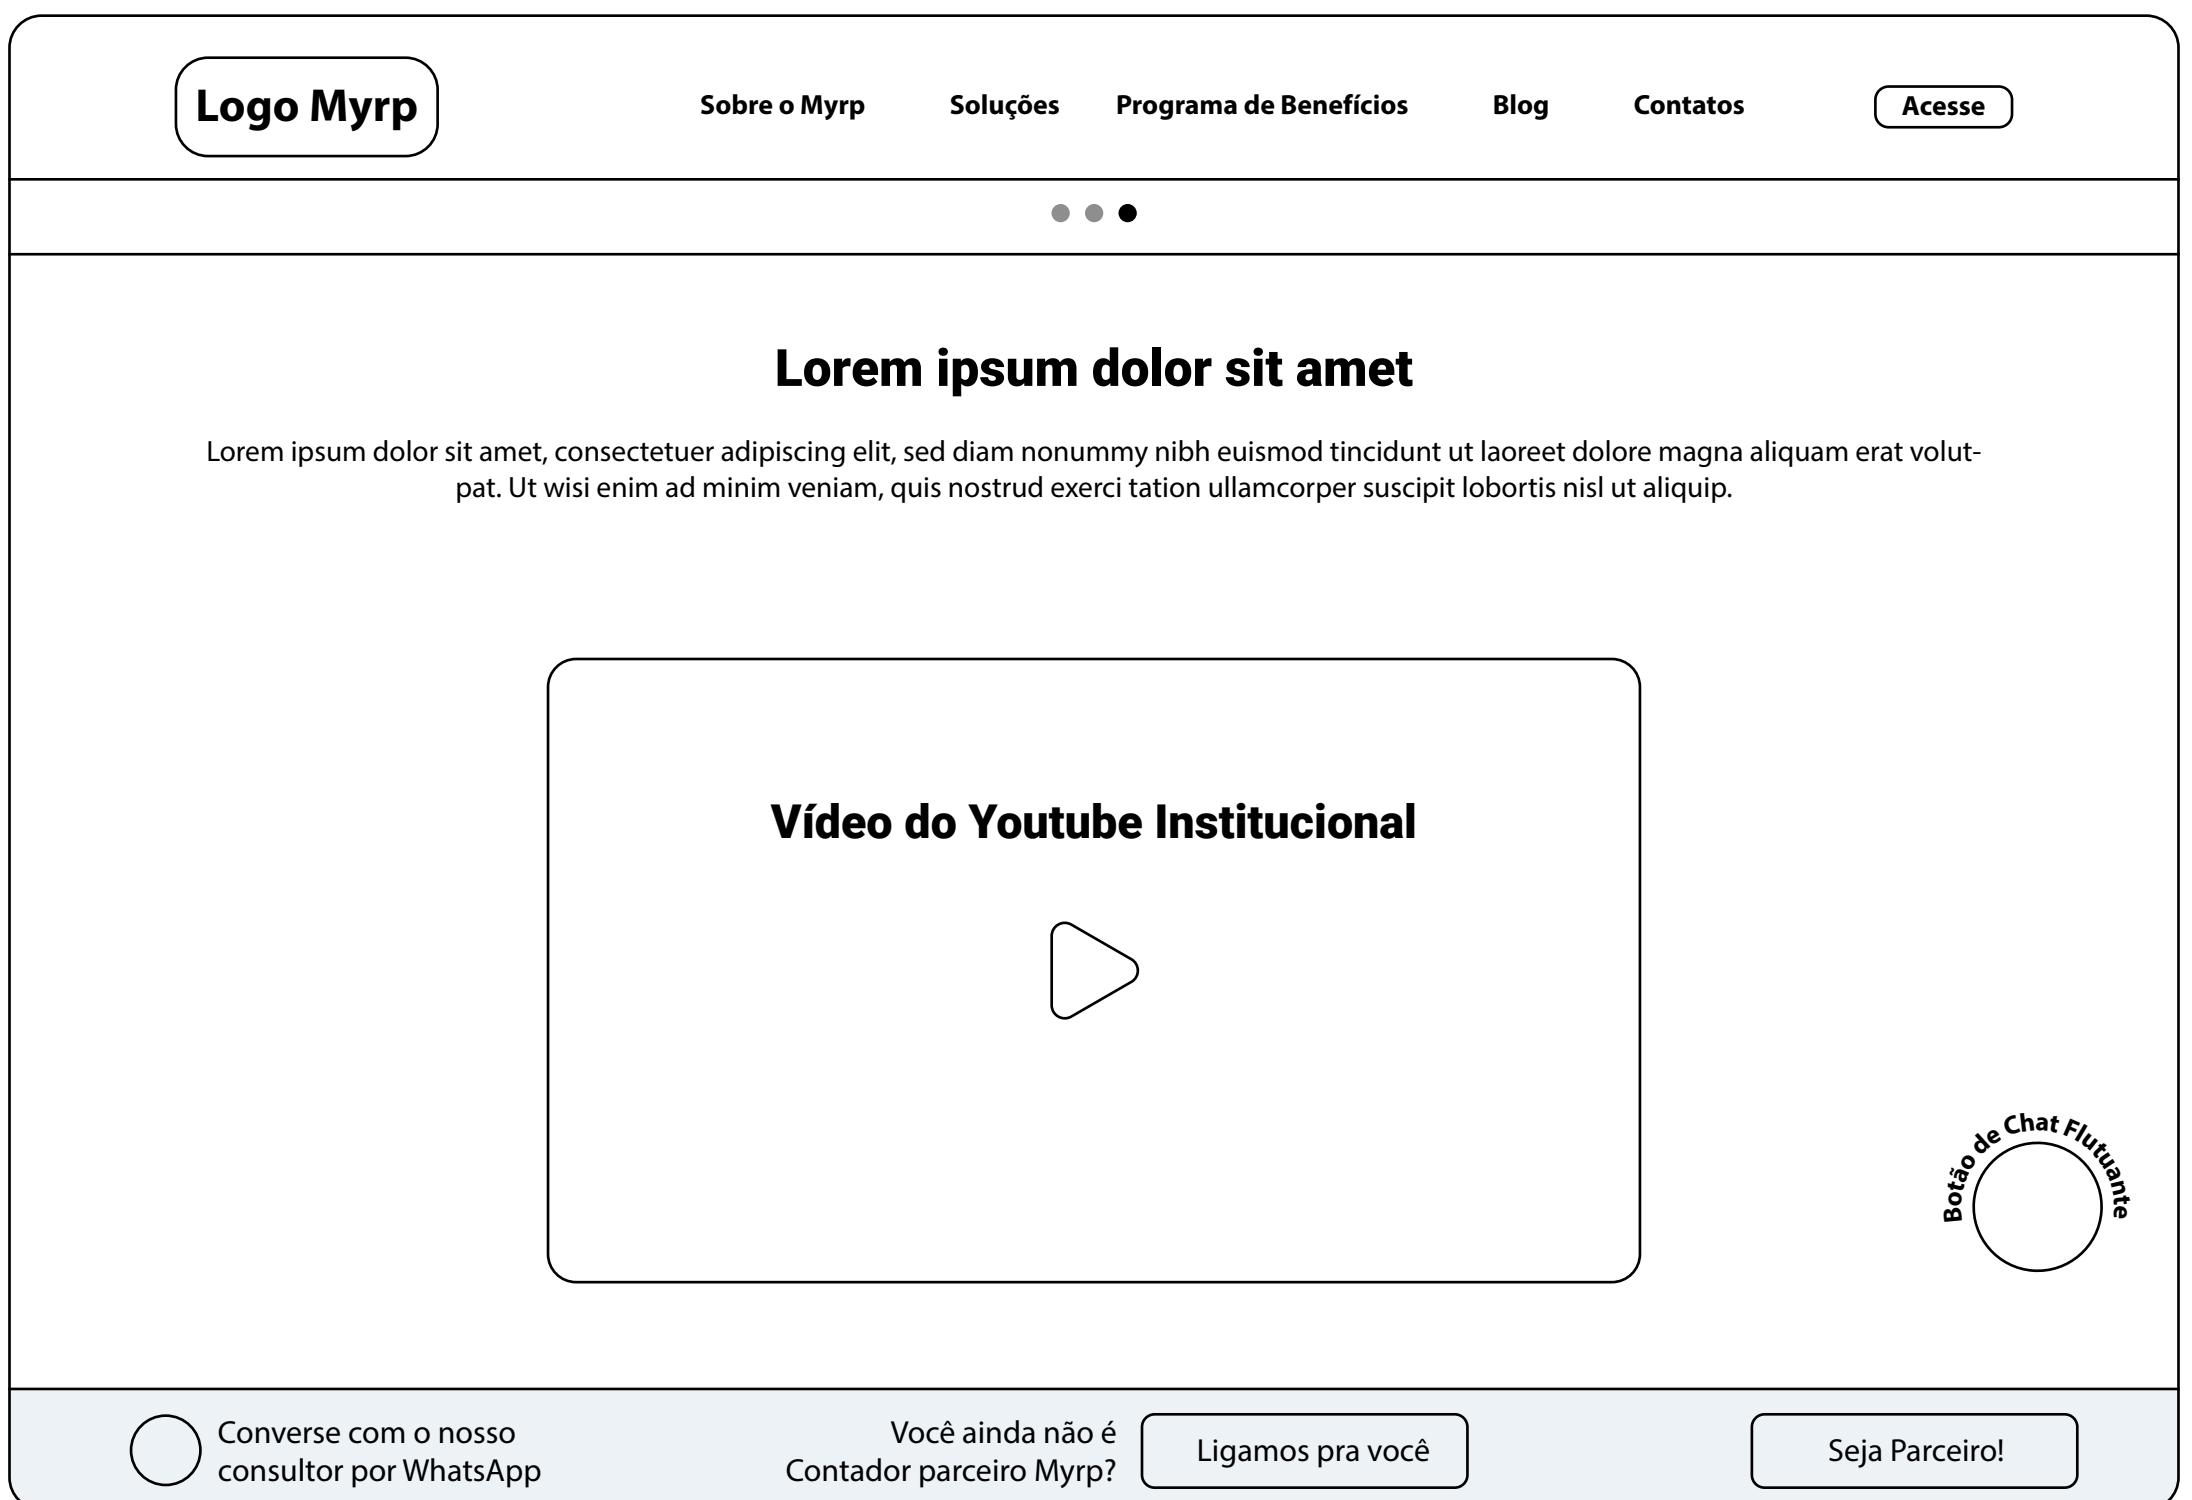 Logo Myrp
Sobre o Myrp
Soluções
Programa de Benefícios
Blog
Contatos
Acesse
Lorem ipsum dolor sit amet
Lorem ipsum dolor sit amet, consectetuer adipiscing elit, sed diam nonummy nibh euismod tincidunt ut laoreet dolore magna aliquam erat volut-
pat. Ut wisi enim ad minim veniam, quis nostrud exerci tation ullamcorper suscipit lobortis nisl ut aliquip.
Vídeo do Youtube Institucional
Botão de Chat Flutuante
Converse com o nosso
consultor por WhatsApp
Você ainda não é
Contador parceiro Myrp?
Ligamos pra você
Seja Parceiro!